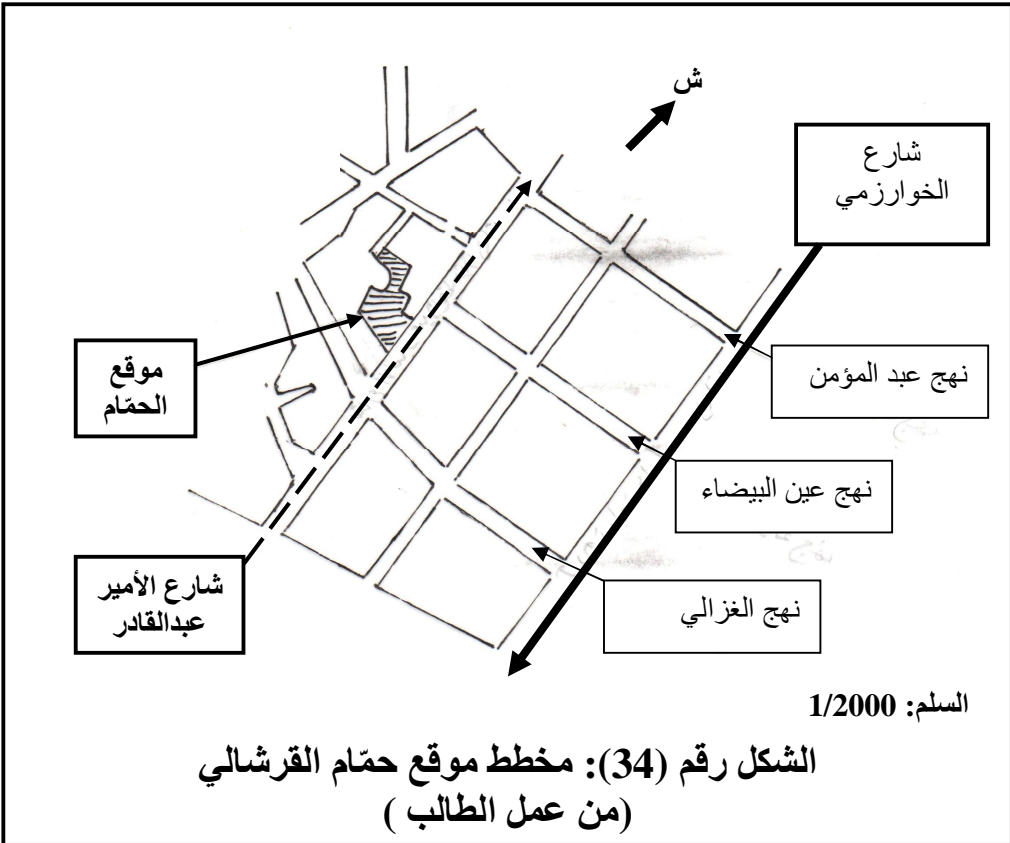 ش
شارع
الخوارزمي
نهج عبد المؤمن
موقع
الحمّام
نهج عين البيضاء
شارع الأمير
عبدالقادر
نهج الغزالي
السلم: 1/2000
الشكل رقم (34): مخطط موقع حمّام القرشالي
(من عمل الطالب )